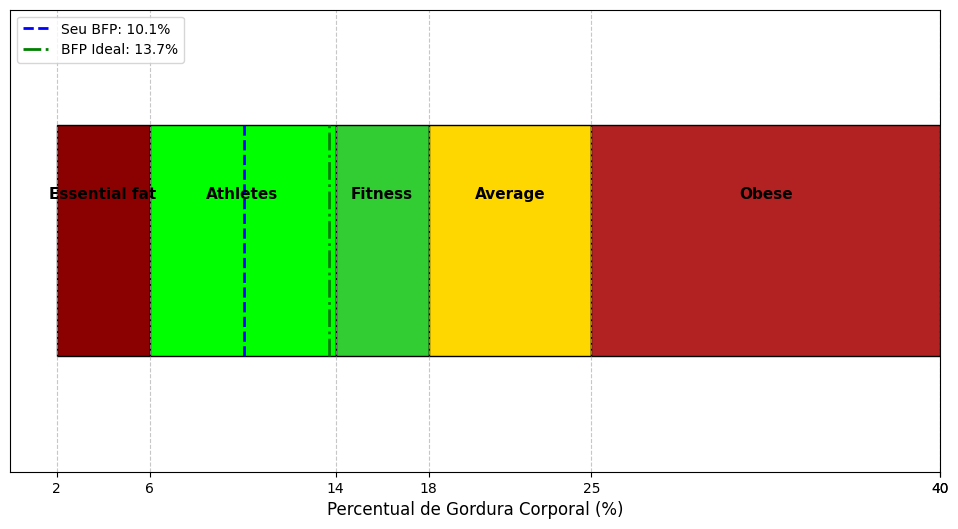 Seu BFP: 10.1%
BFP Ideal: 13.7%
Essential fat Athletes Fitness Average Obese
2 6 14 18 25 40
Percentual de Gordura Corporal (%)